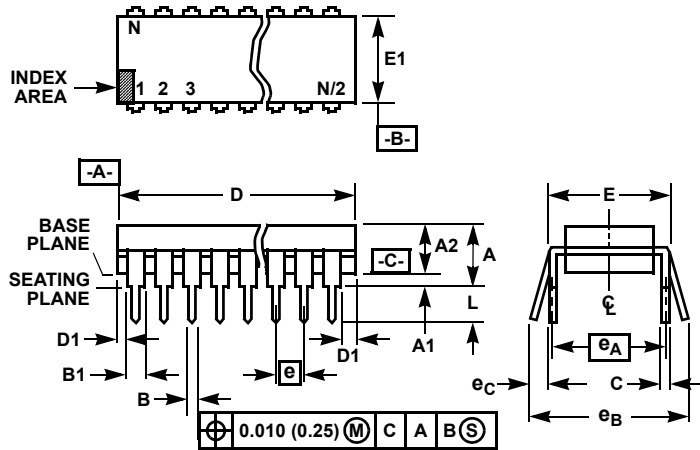 N
E1
INDEX
AREA
1 2 3 N/2
-B-
-A-
D
E
BASE
PLANE
A2
A
-C-
SEATING
PLANE
L
C
L
D1
A1
D1
eA
B1
e
eC
C
B
eB
0.010 (0.25) M C A B S